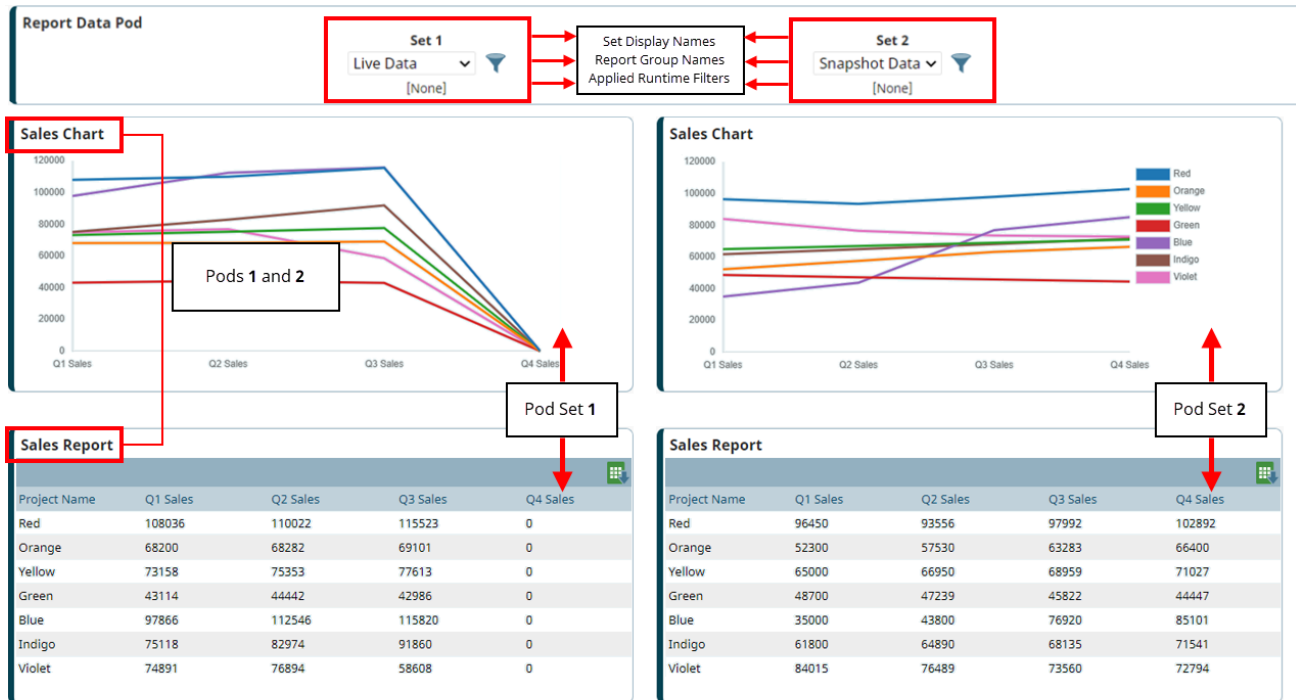 Report Data Pod
Set 1
Live Data
[None]
Set Display Names
Report Group Names
Applied Runtime Filters
Set 2
Snapshot Data
[None]
Sales Chart
120000
100000
80000
60000
40000
20000
0
Q1 Sales Q2 Sales Q3 Sales Q4 Sales
Pods 1 and 2
Sales Chart
120000
100000
80000
60000
40000
20000
0
Q1 Sales Q2 Sales Q3 Sales Q4 Sales
Red
Orange
Yellow
Green
Blue
Indigo
Violet
Pod Set 1
Pod Set 2
Sales Report
Project Name Q1 Sales Q2 Sales Q3 Sales Q4 Sales
Red 108036 110022 115523 0
Orange 68200 68282 69101 0
Yellow 73158 75353 77613 0
Green 43114 44442 42986 0
Blue 97866 112546 115820 0
Indigo 75118 82974 91860 0
Violet 74891 76894 58608 0
Sales Report
Project Name Q1 Sales Q2 Sales Q3 Sales Q4 Sales
Red 96450 93556 97992 102892
Orange 52300 57530 63283 66400
Yellow 65000 66950 68959 71027
Green 48700 47239 45822 44447
Blue 35000 43800 76920 85101
Indigo 61800 64890 68135 71541
Violet 84015 76489 73560 72794